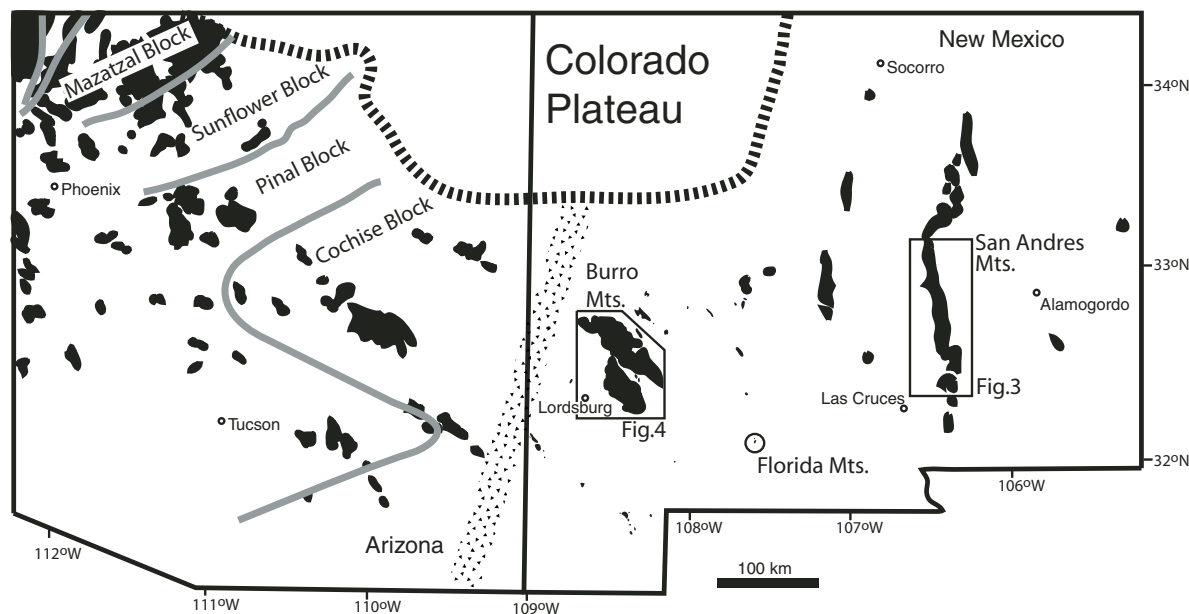 Colorado
Plateau
New Mexico
Socorro
34ºN
Mazatzal Block
Sunflower Block
Pinal Block
Phoenix
Cochise Block
San Andres
Mts.
33ºN
Burro
Mts.
Alamogordo
Fig.3
Las Cruces
Lordsburg
Fig.4
Tucson
Florida Mts.
32ºN
106ºW
107ºW
108ºW
Arizona
112ºW
100 km
111ºW
110ºW
109ºW